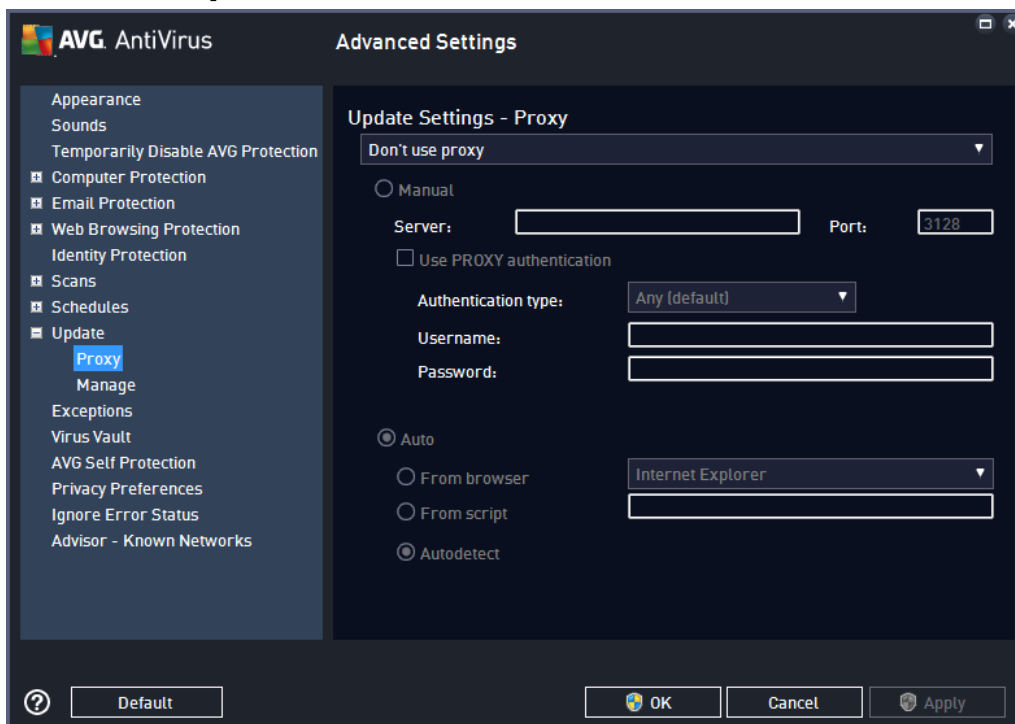 AVG. AntiVirus
Advanced Settings
Appearance
Sounds
Temporarily Disable AVG Protection
Computer Protection
Email Protection
Web Browsing Protection
Identity Protection
Scans
Schedules
Update
Proxy
Manage
Exceptions
Virus Vault
AVG Self Protection
Privacy Preferences
Ignore Error Status
Advisor - Known Networks
Update Settings - Proxy
Don't use proxy
Manual
Server: Port: 3128
Use PROXY authentication
Authentication type: Any (default)
Username:
Password:
Auto
From browser Internet Explorer
From script
Autodetect
? Default OK Cancel Apply